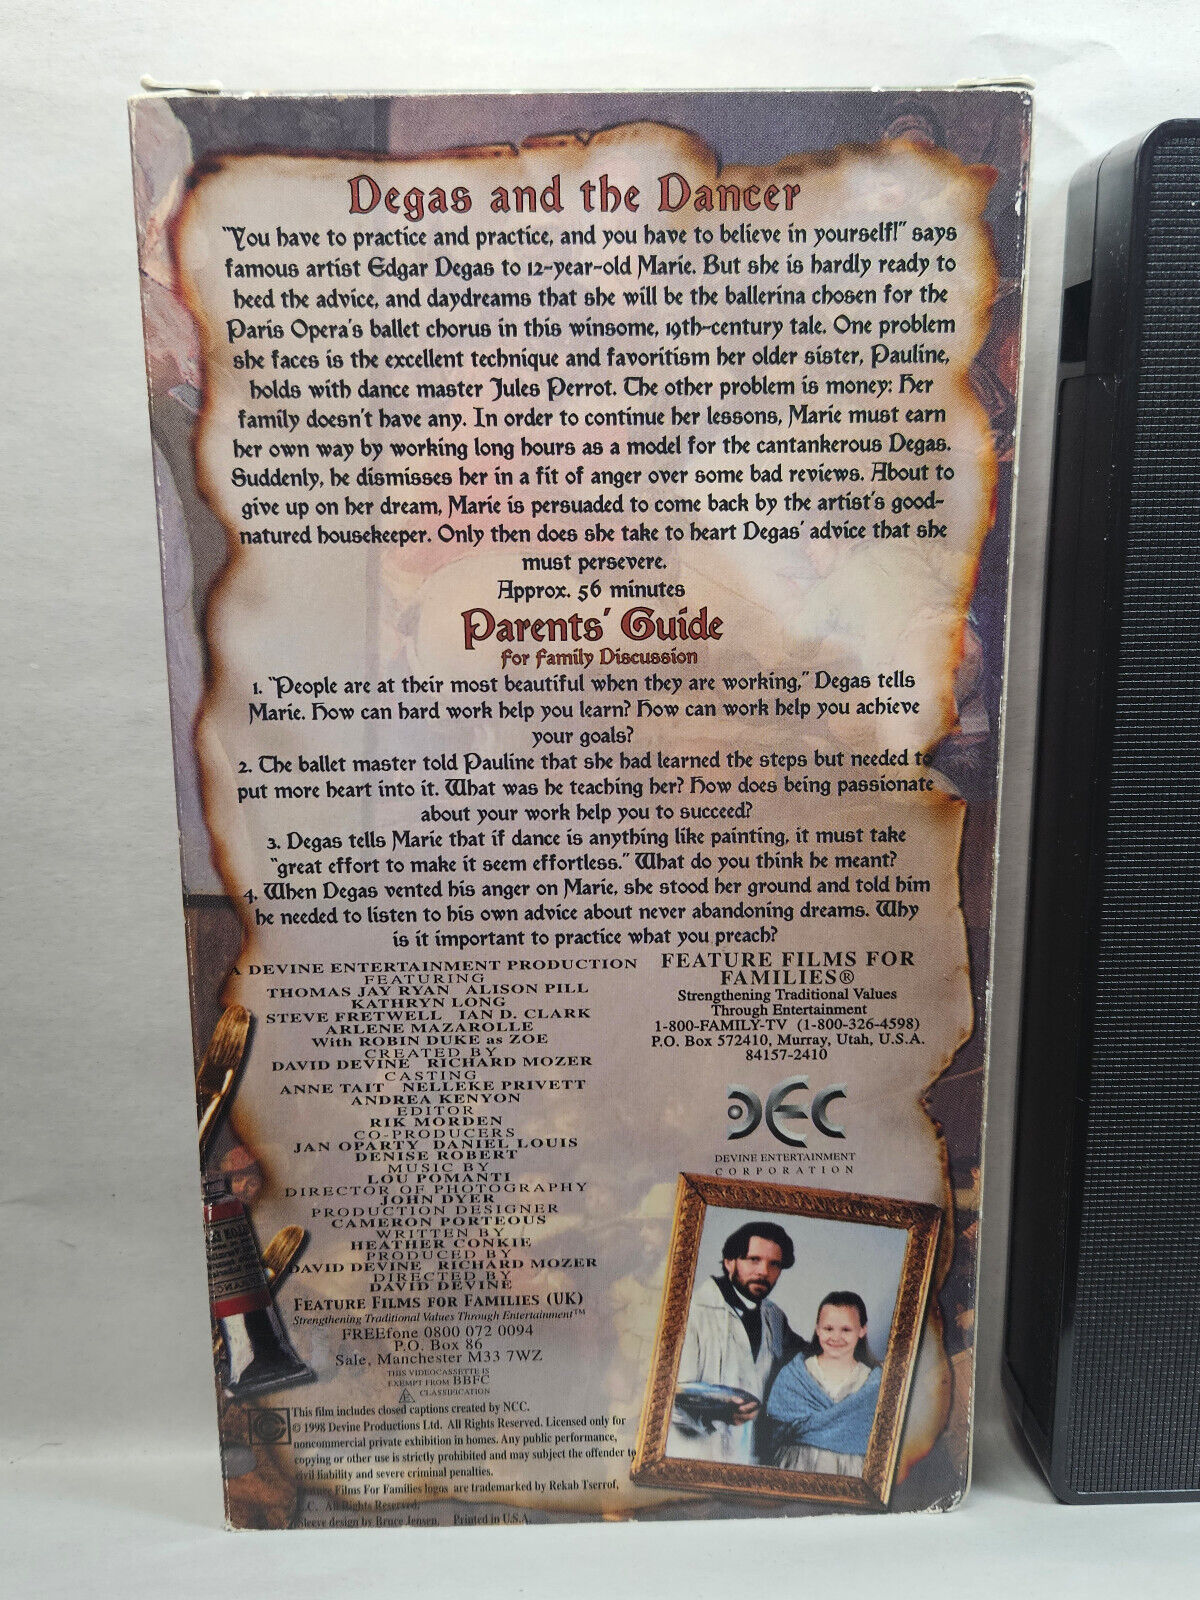 Degas and the Dancer
"You have to practice and practice, and you have to believe in yourself!" says
famous artist Edgar Degas to 12-year-old Marie. But she is hardly ready to
heed the advice, and daydreams that she will be the ballerina chosen for the
Paris Opera's ballet chorus in this winsome, 19th-century tale. One problem
she faces is the excellent technique and favoritism her older sister, Pauline,
holds with dance master Jules Perrot. The other problem is money: Her
family doesn't have any. In order to continue her lessons, Marie must earn
her own way by working long hours as a model for the cantankerous Degas.
Suddenly, he dismisses her in a fit of anger over some bad reviews. About to
give up on her dream, Marie is persuaded to come back by the artist's good-
natured housekeeper. Only then does she take to heart Degas' advice that she
must persevere.
Approx. 56 minutes
Parents' Guide
for Family Discussion
1. "People are at their most beautiful when they are working," Degas tells
Marie. How can hard work help you learn? How can work help you achieve
your goals?
2. The ballet master told Pauline that she had learned the steps but needed to
put more heart into it. What was he teaching her? How does being passionate
about your work help you to succeed?
3. Degas tells Marie that if dance is anything like painting, it must take
"great effort to make it seem effortless." What do you think he meant?
4. When Degas vented his anger on Marie, she stood her ground and told him
he needed to listen to his own advice about never abandoning dreams. Why
is it important to practice what you preach?
A DEVINE ENTERTAINMENT PRODUCTION
FEATURING
THOMAS JAY RYAN ALISON PILL
KATHRYN LONG
STEVE FRETWELL IAN D. CLARK
ARLENE MAZAROLLE
With ROBIN DUKE as ZOE
CREATED BY
DAVID DEVINE RICHARD MOZER
CASTING
ANNE TAIT NELLEKE PRIVETT
ANDREA KENYON
EDITOR
RIK MORDEN
CO-PRODUCERS
JAN OPARTY DANIEL LOUIS
DENISE ROBERT
MUSIC BY
LOU POMANTI
DIRECTOR OF PHOTOGRAPHY
JOHN DYER
PRODUCTION DESIGNER
CAMERON PORTEOUS
WRITTEN BY
HEATHER CONKIE
PRODUCED BY
DAVID DEVINE RICHARD MOZER
DIRECTED BY
DAVID DEVINE
FEATURE FILMS FOR FAMILIES (UK)
Strengthening Traditional Values Through Entertainment™
FREEfone 0800 072 0094
P.O. Box 86
Sale, Manchester M33 7WZ
THIS VIDEOCASSETTE IS
EXEMPT FROM BBFC
E CLASSIFICATION
FEATURE FILMS FOR
FAMILIES®
Strengthening Traditional Values
Through Entertainment
1-800-FAMILY-TV (1-800-326-4598)
P.O. Box 572410, Murray, Utah, U.S.A.
84157-2410
DEC
DEVINE ENTERTAINMENT
CORPORATION
This film includes closed captions created by NCC.
© 1998 Devine Productions Ltd. All Rights Reserved. Licensed only for
noncommercial private exhibition in homes. Any public performance,
copying or other use is strictly prohibited and may subject the offender to
civil liability and severe criminal penalties.
Feature Films For Families logos are trademarked by Rekab Tserrof,
L.C. All Rights Reserved.
Sleeve design by Bruce Jensen. Printed in U.S.A.